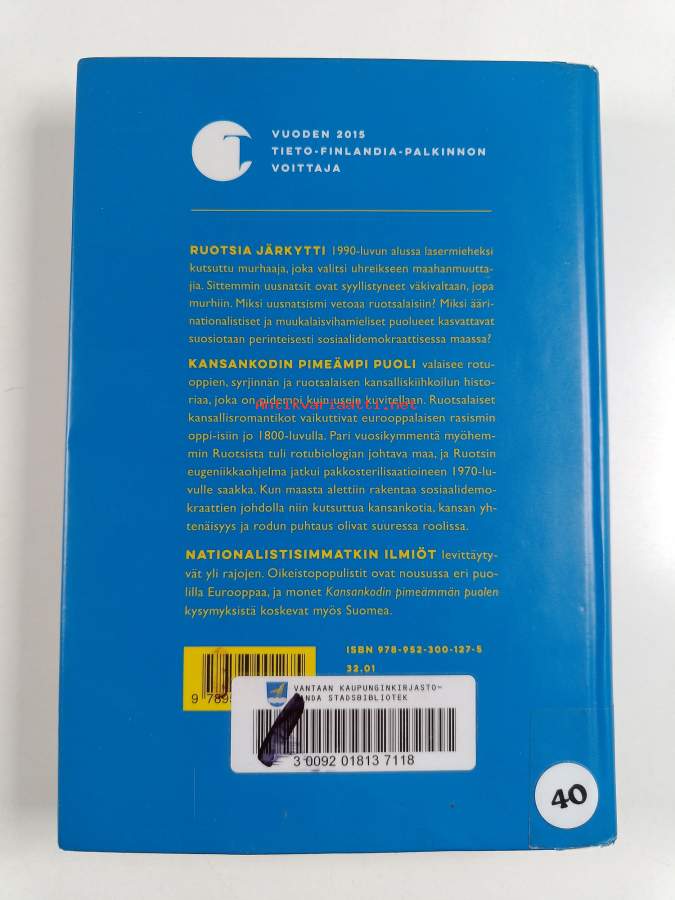 VUODEN 2015
TIETO-FINLANDIA-PALKINNON
VOITTAJA
RUOTSIA JÄRKYTTI 1990-luvun alussa lasermieheksi
kutsuttu murhaaja, joka valitsi uhreikseen maahanmuutta-
jia. Sittemmin uusnatsit ovat syyllistyneet väkivaltaan, jopa
murhiin. Miksi uusnatsismi vetoaa ruotsalaisiin? Miksi ääri-
nationalistiset ja muukalaisvihamieliset puolueet kasvattavat
suosiotaan perinteisesti sosiaalidemokraattisessa maassa?
KANSANKODIN PIMEÄMPI PUOLI valaisee rotu-
oppien, syrjinnän ja ruotsalaisen kansalliskiihkoilun histo-
riaa, joka on pidempi kuin usein kuvitellaan. Ruotsalaiset
Antikvariaatti.net
kansallisromantikot vaikuttivat eurooppalaisen rasismin
oppi-isiin jo 1800-luvulla. Pari vuosikymmentä myöhem-
min Ruotsista tuli rotubiologian johtava maa, ja Ruotsin
eugeniikkaohjelma jatkui pakkosterilisaatioineen 1970-lu-
vulle saakka. Kun maasta alettiin rakentaa sosiaalidemo-
kraattien johdolla niin kutsuttua kansankotia, kansan yh-
tenäisyys ja rodun puhtaus olivat suuressa roolissa.
NATIONALISTISIMMATKIN ILMIÖT levittäyty-
vät yli rajojen. Oikeistopopulistit ovat nousussa eri puo-
lilla Eurooppaa, ja monet Kansankodin pimeämmän puolen
kysymyksistä koskevat myös Suomea.
ISBN 978-952-300-127-5
32.01
VANTAAN KAUPUNGINKIRJASTO-
VANDA STADSBIBLIOTEK
3 0092 01813 7118
40